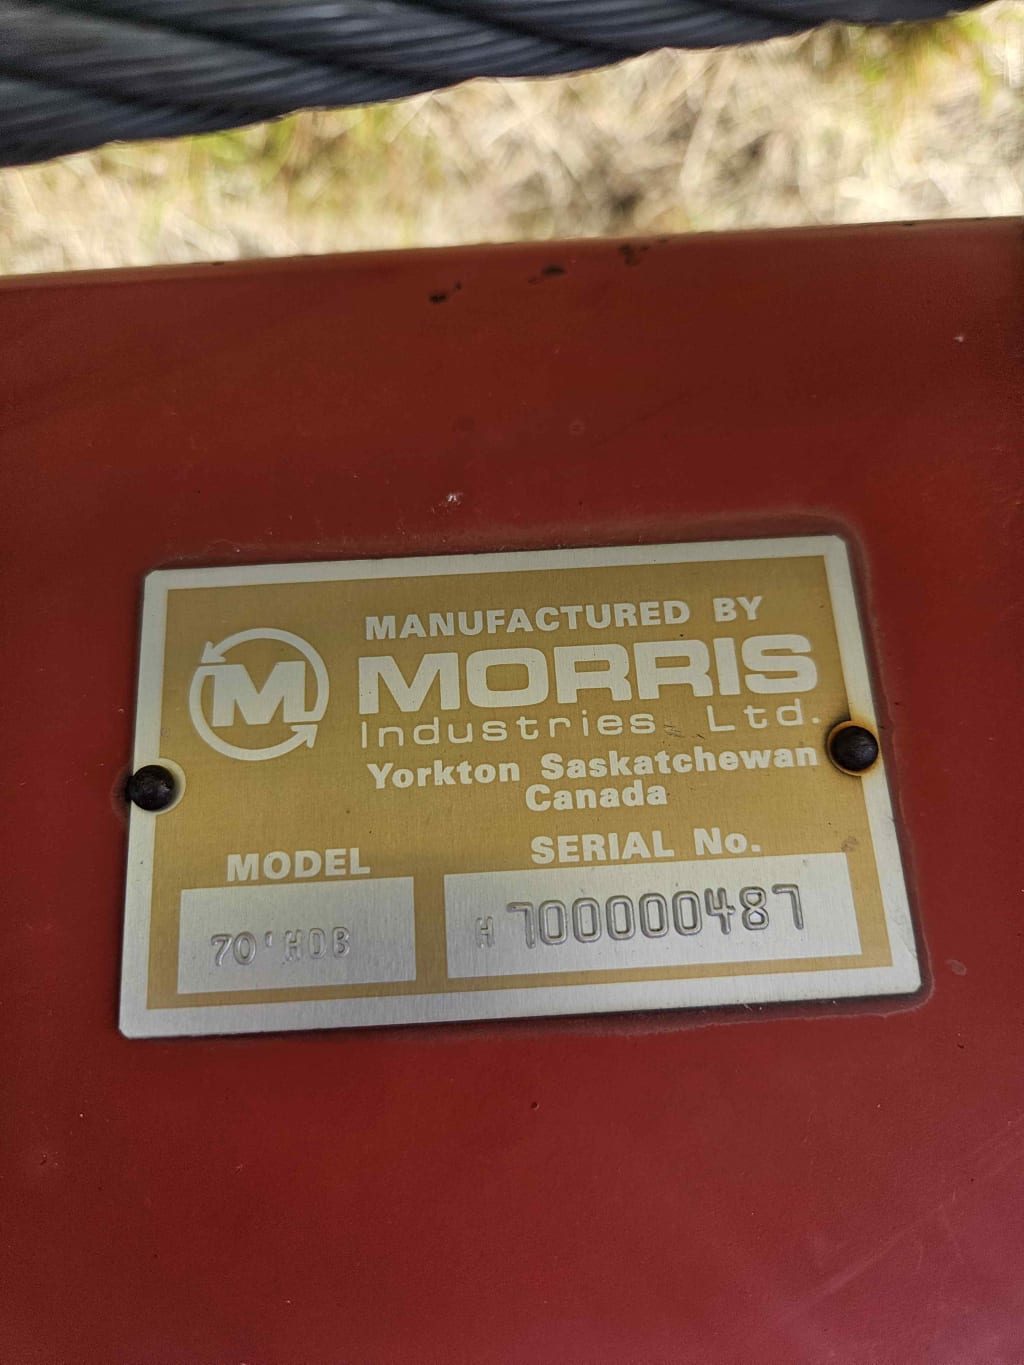 MANUFACTURED BY
M
MORRIS
Industries Ltd.
Yorkton Saskatchewan
Canada
MODEL
SERIAL No.
70'HDB
H 700000487